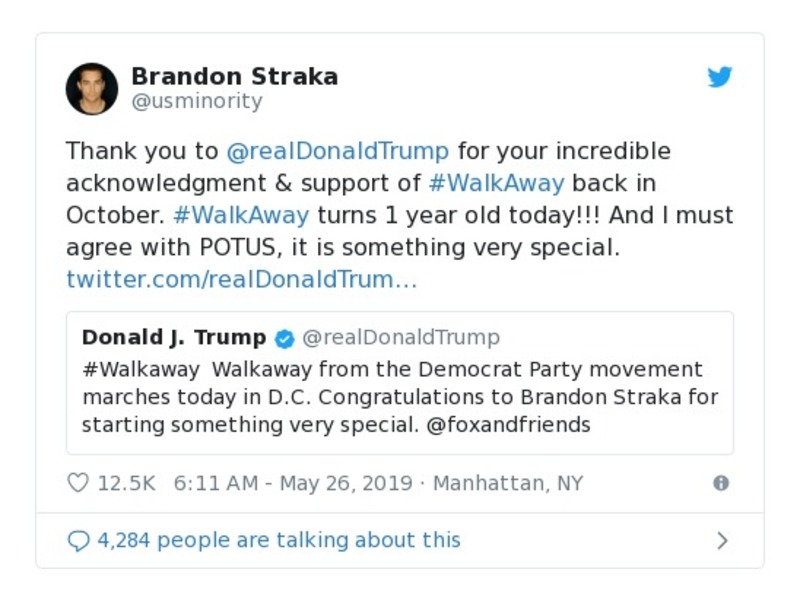 Brandon Straka
@usminority
Thank you to @realDonaldTrump for your incredible
acknowledgment & support of #WalkAway back in
October. #WalkAway turns 1 year old today!!! And I must
agree with POTUS, it is something very special.
twitter.com/realDonaldTrum…
Donald J. Trump @realDonaldTrump
#Walkaway Walkaway from the Democrat Party movement
marches today in D.C. Congratulations to Brandon Straka for
starting something very special. @foxandfriends
12.5K 6:11 AM - May 26, 2019 · Manhattan, NY
4,284 people are talking about this